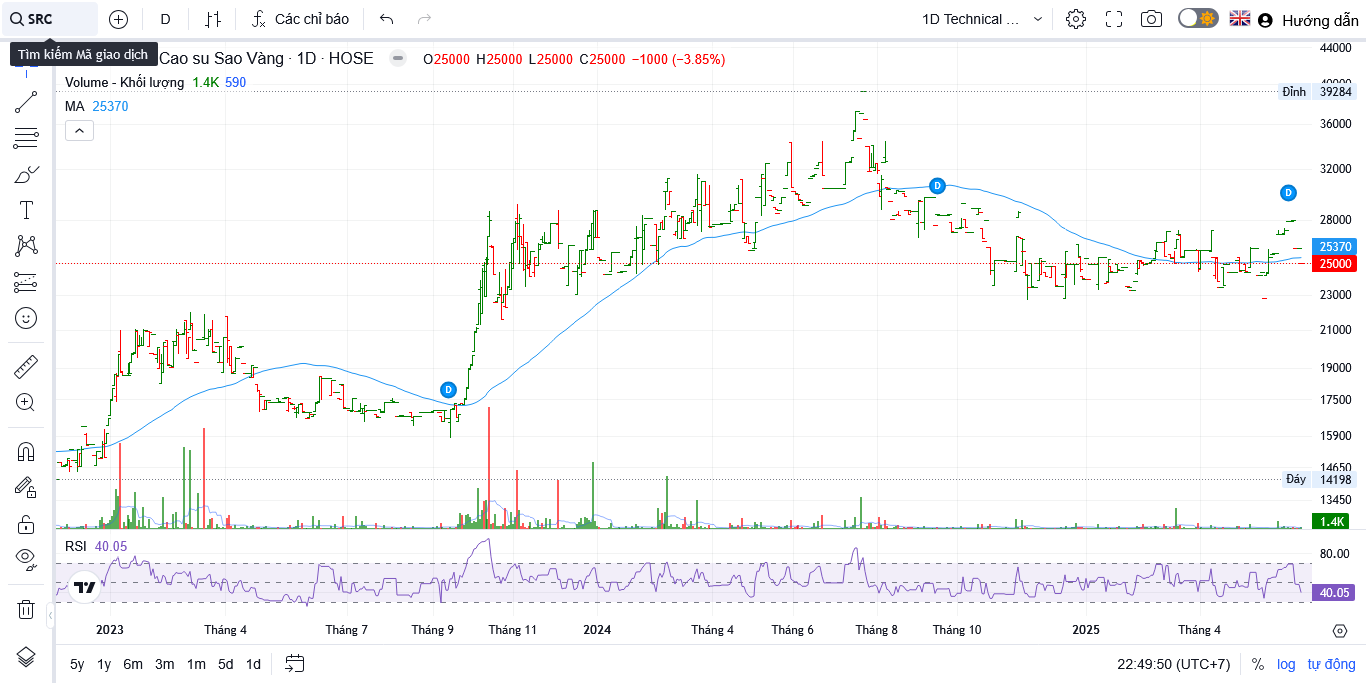 SRC
D
Các chỉ báo
1D Technical ...
Hướng dẫn
Tìm kiếm Mã giao dịch
Cao su Sao Vàng · 1D · HOSE
O25000 H25000 L25000 C25000 −1000 (−3.85%)
Volume - Khối lượng 1.4K 590
MA 25370
44000
40000
Đỉnh 39284
36000
32000
D
D
28000
25370
25000
23000
21000
19000
D
17500
15900
14650
Đáy 14198
13450
1.4K
RSI 40.05
80.00
40.05
2023 Tháng 4 Tháng 7 Tháng 9 Tháng 11 2024 Tháng 4 Tháng 6 Tháng 8 Tháng 10 2025 Tháng 4
5y 1y 6m 3m 1m 5d 1d
22:49:50 (UTC+7) % log tự động